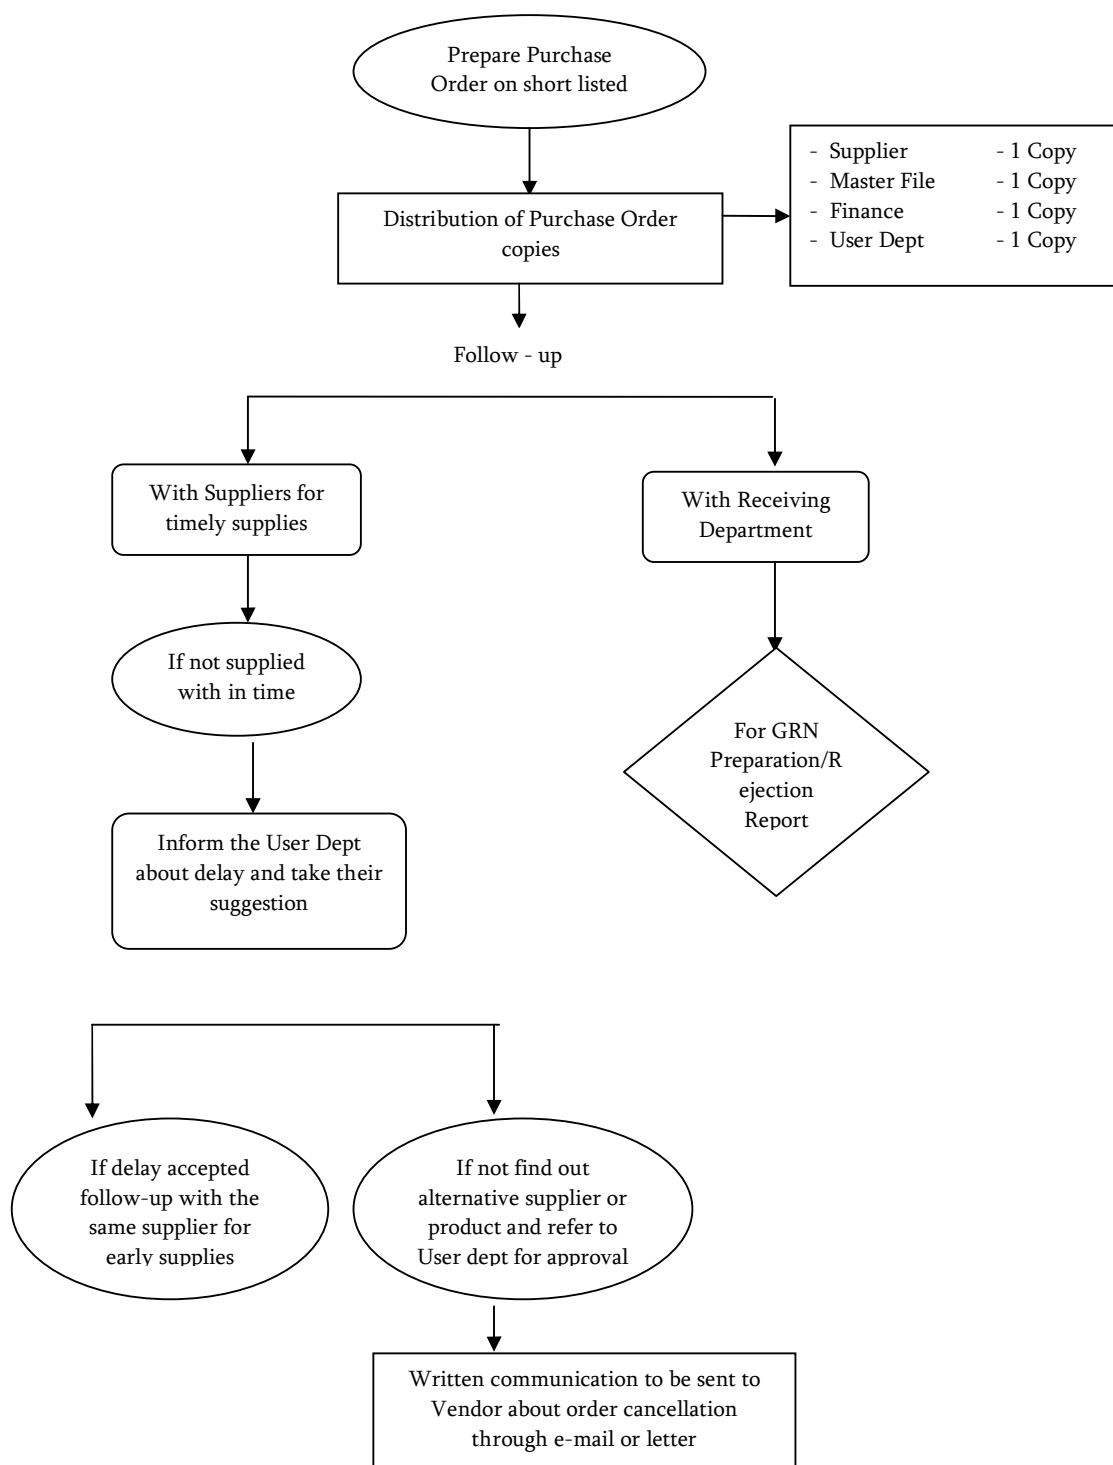 Prepare Purchase
Order on short listed
- Supplier - 1 Copy
- Master File - 1 Copy
- Finance - 1 Copy
- User Dept - 1 Copy
Distribution of Purchase Order
copies
Follow - up
With Suppliers for
timely supplies
With Receiving
Department
If not supplied
with in time
For GRN
Preparation/R
ejection
Report
Inform the User Dept
about delay and take their
suggestion
If delay accepted
follow-up with the
same supplier for
early supplies
If not find out
alternative supplier or
product and refer to
User dept for approval
Written communication to be sent to
Vendor about order cancellation
through e-mail or letter